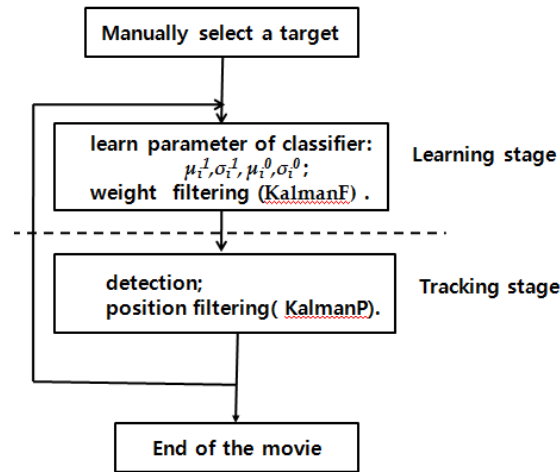 Manually select a target
learn parameter of classifier:
μᵢ¹,σᵢ¹, μᵢ⁰,σᵢ⁰;
weight filtering (KalmanF) .
Learning stage
detection;
position filtering( KalmanP).
Tracking stage
End of the movie